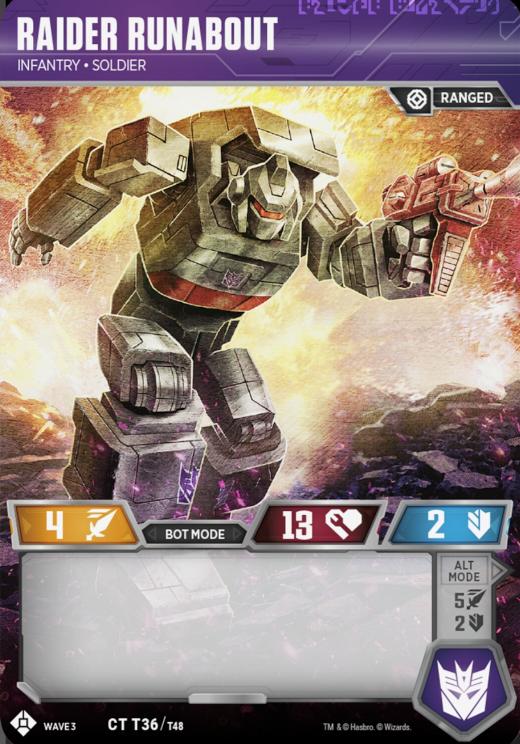 RAIDER RUNABOUT
INFANTRY • SOLDIER
RANGED
4
BOT MODE
13
2
ALT
MODE
5
2
WAVE 3
CT T36/T48
TM & © Hasbro. © Wizards.